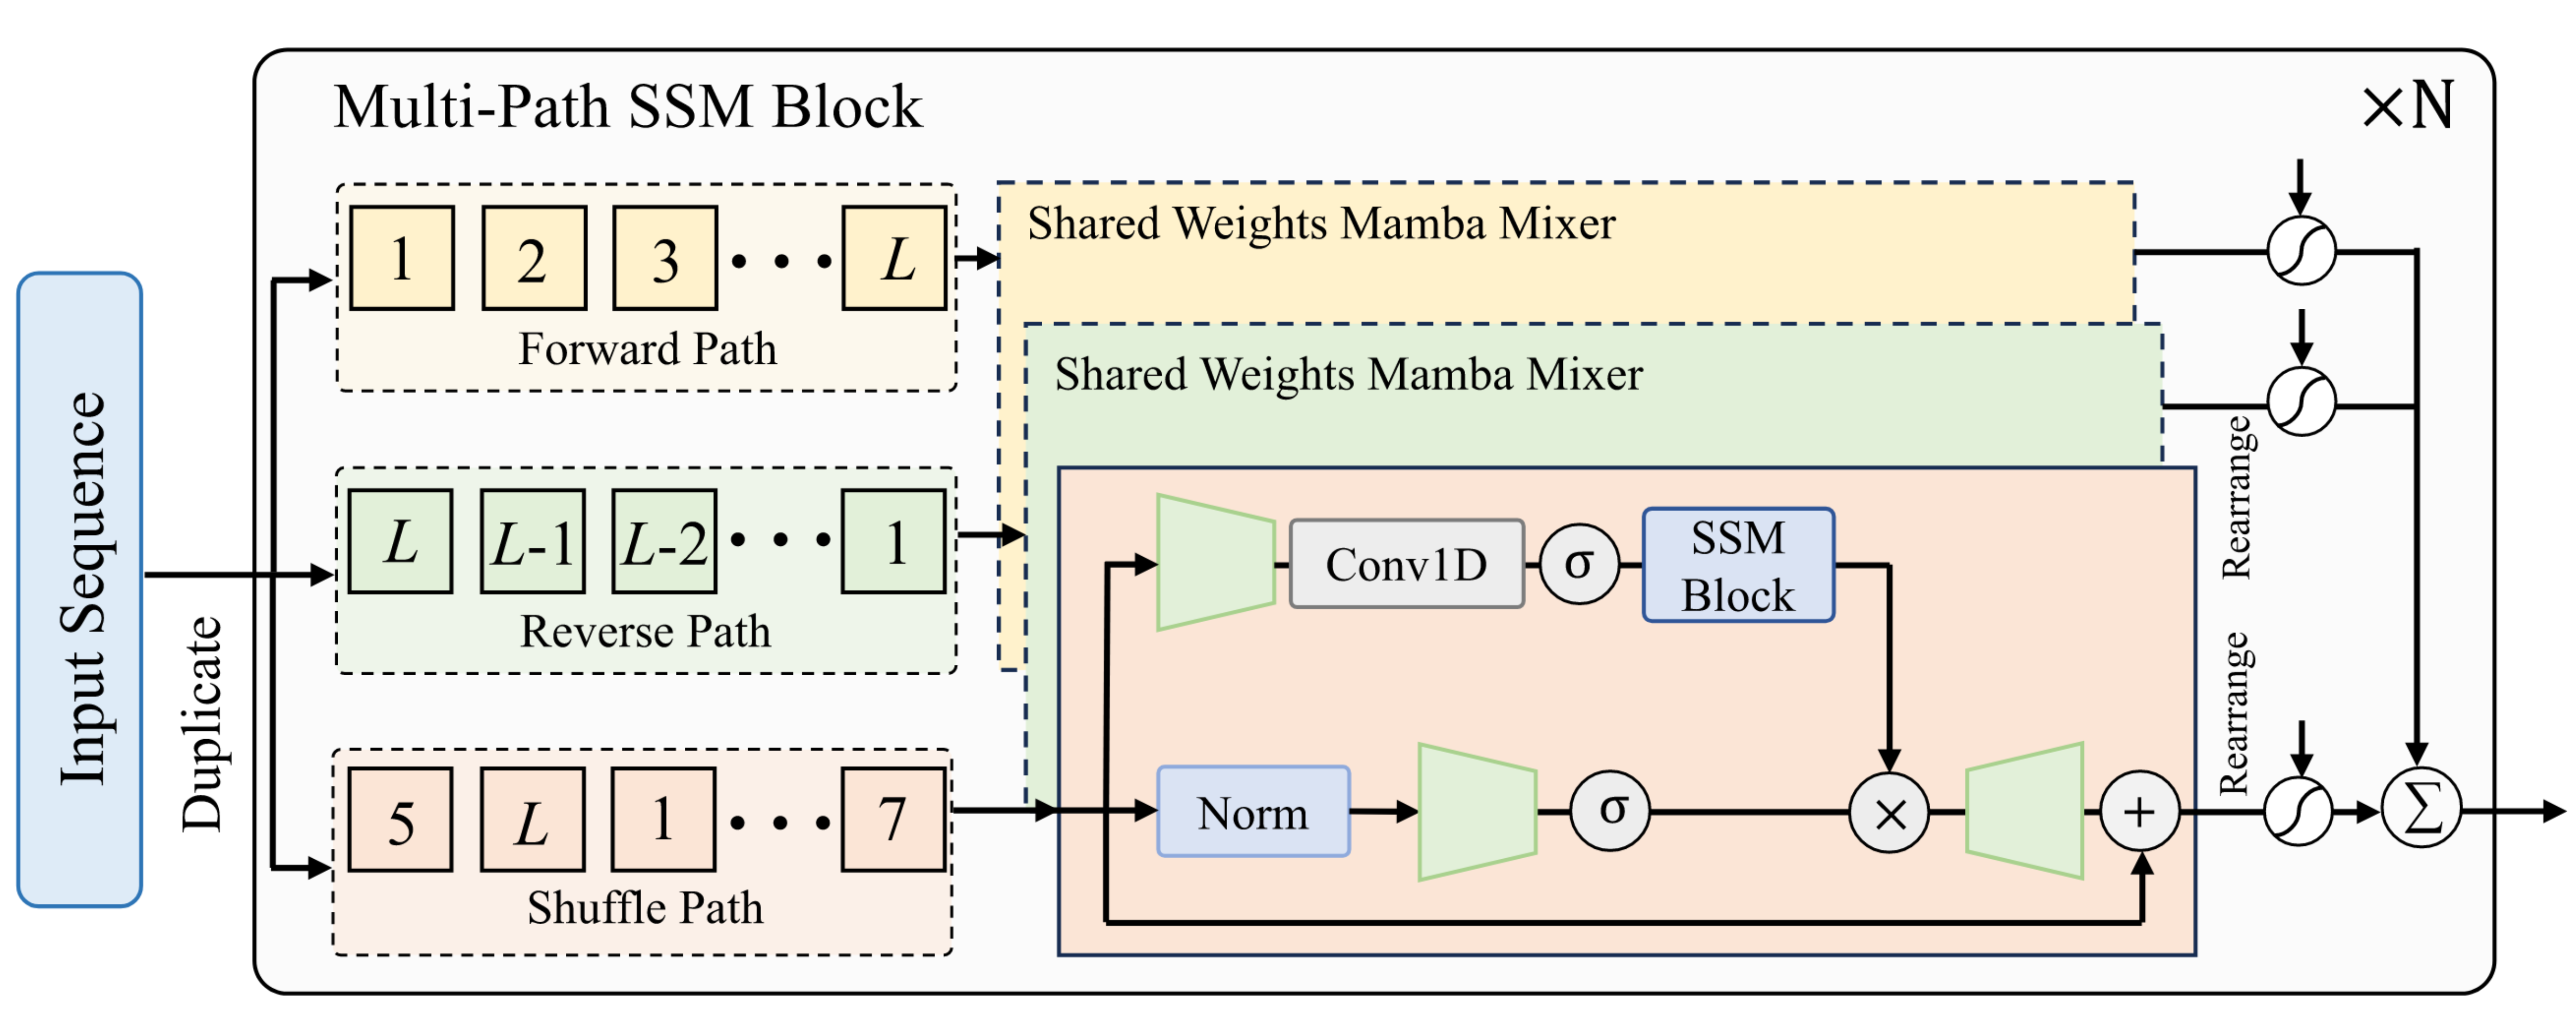 Multi-Path SSM Block
×N
Input Sequence
Duplicate
1 2 3 · · · L
Forward Path
L L-1 L-2 · · · 1
Reverse Path
5 L 1 · · · 7
Shuffle Path
Shared Weights Mamba Mixer
Shared Weights Mamba Mixer
Conv1D
σ
SSM
Block
Norm
σ
×
+
Rearrange
Rearrange
Σ